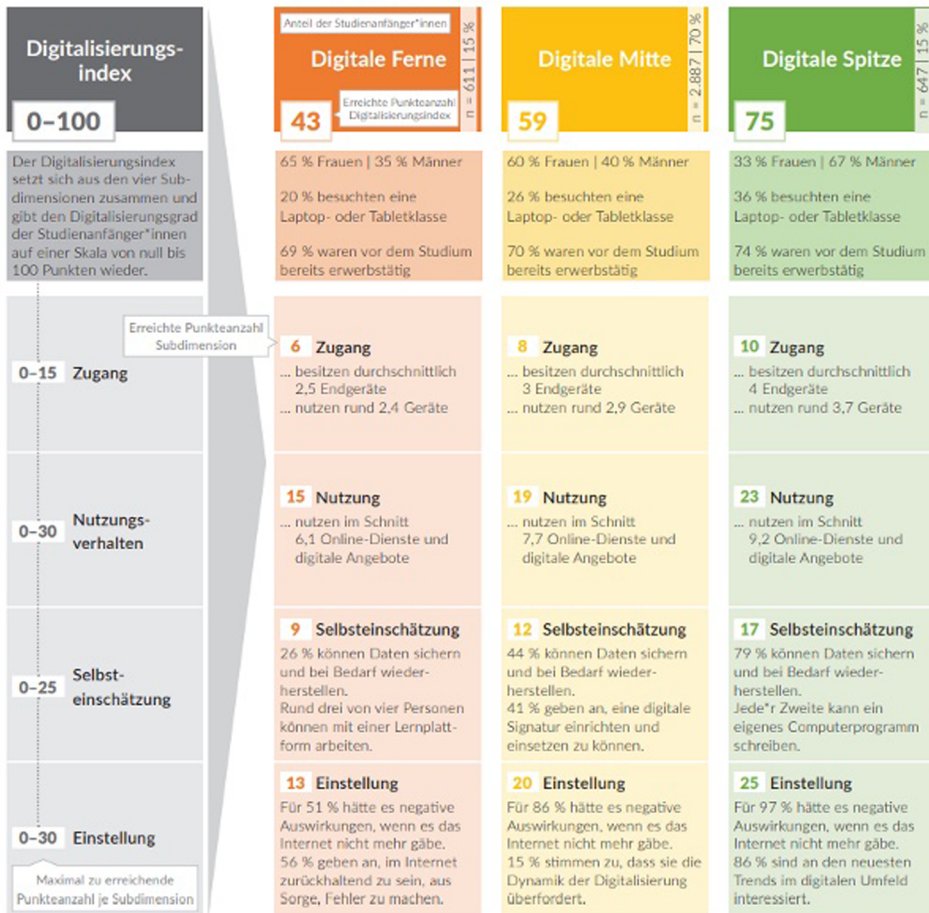 Digitalisierungs-
index
0–100
Der Digitalisierungsindex
setzt sich aus den vier Sub-
dimensionen zusammen und
gibt den Digitalisierungsgrad
der Studienanfänger*innen
auf einer Skala von null bis
100 Punkten wieder.
0–15 Zugang
0–30 Nutzungs-
verhalten
0–25 Selbst-
einschätzung
0–30 Einstellung
Maximal zu erreichende
Punkteanzahl je Subdimension
Anteil der Studienanfänger*innen
n = 611 | 15 %
Digitale Ferne
43
Erreichte Punkteanzahl
Digitalisierungsindex
65 % Frauen | 35 % Männer
20 % besuchten eine
Laptop- oder Tabletklasse
69 % waren vor dem Studium
bereits erwerbstätig
Erreichte Punkteanzahl
Subdimension
6 Zugang
... besitzen durchschnittlich
2,5 Endgeräte
... nutzen rund 2,4 Geräte
15 Nutzung
... nutzen im Schnitt
6,1 Online-Dienste und
digitale Angebote
9 Selbsteinschätzung
26 % können Daten sichern
und bei Bedarf wieder-
herstellen.
Rund drei von vier Personen
können mit einer Lernplatt-
form arbeiten.
13 Einstellung
Für 51 % hätte es negative
Auswirkungen, wenn es das
Internet nicht mehr gäbe.
56 % geben an, im Internet
zurückhaltend zu sein, aus
Sorge, Fehler zu machen.
Digitale Mitte
n = 2.887 | 70 %
59
60 % Frauen | 40 % Männer
26 % besuchten eine
Laptop- oder Tabletklasse
70 % waren vor dem Studium
bereits erwerbstätig
8 Zugang
... besitzen durchschnittlich
3 Endgeräte
... nutzen rund 2,9 Geräte
19 Nutzung
... nutzen im Schnitt
7,7 Online-Dienste und
digitale Angebote
12 Selbsteinschätzung
44 % können Daten sichern
und bei Bedarf wieder-
herstellen.
41 % geben an, eine digitale
Signatur einrichten und
einsetzen zu können.
20 Einstellung
Für 86 % hätte es negative
Auswirkungen, wenn es das
Internet nicht mehr gäbe.
15 % stimmen zu, dass sie die
Dynamik der Digitalisierung
überfordert.
Digitale Spitze
n = 647 | 15 %
75
33 % Frauen | 67 % Männer
36 % besuchten eine
Laptop- oder Tabletklasse
74 % waren vor dem Studium
bereits erwerbstätig
10 Zugang
... besitzen durchschnittlich
4 Endgeräte
... nutzen rund 3,7 Geräte
23 Nutzung
... nutzen im Schnitt
9,2 Online-Dienste und
digitale Angebote
17 Selbsteinschätzung
79 % können Daten sichern
und bei Bedarf wieder-
herstellen.
Jede*r Zweite kann ein
eigenes Computerprogramm
schreiben.
25 Einstellung
Für 97 % hätte es negative
Auswirkungen, wenn es das
Internet nicht mehr gäbe.
86 % sind an den neuesten
Trends im digitalen Umfeld
interessiert.